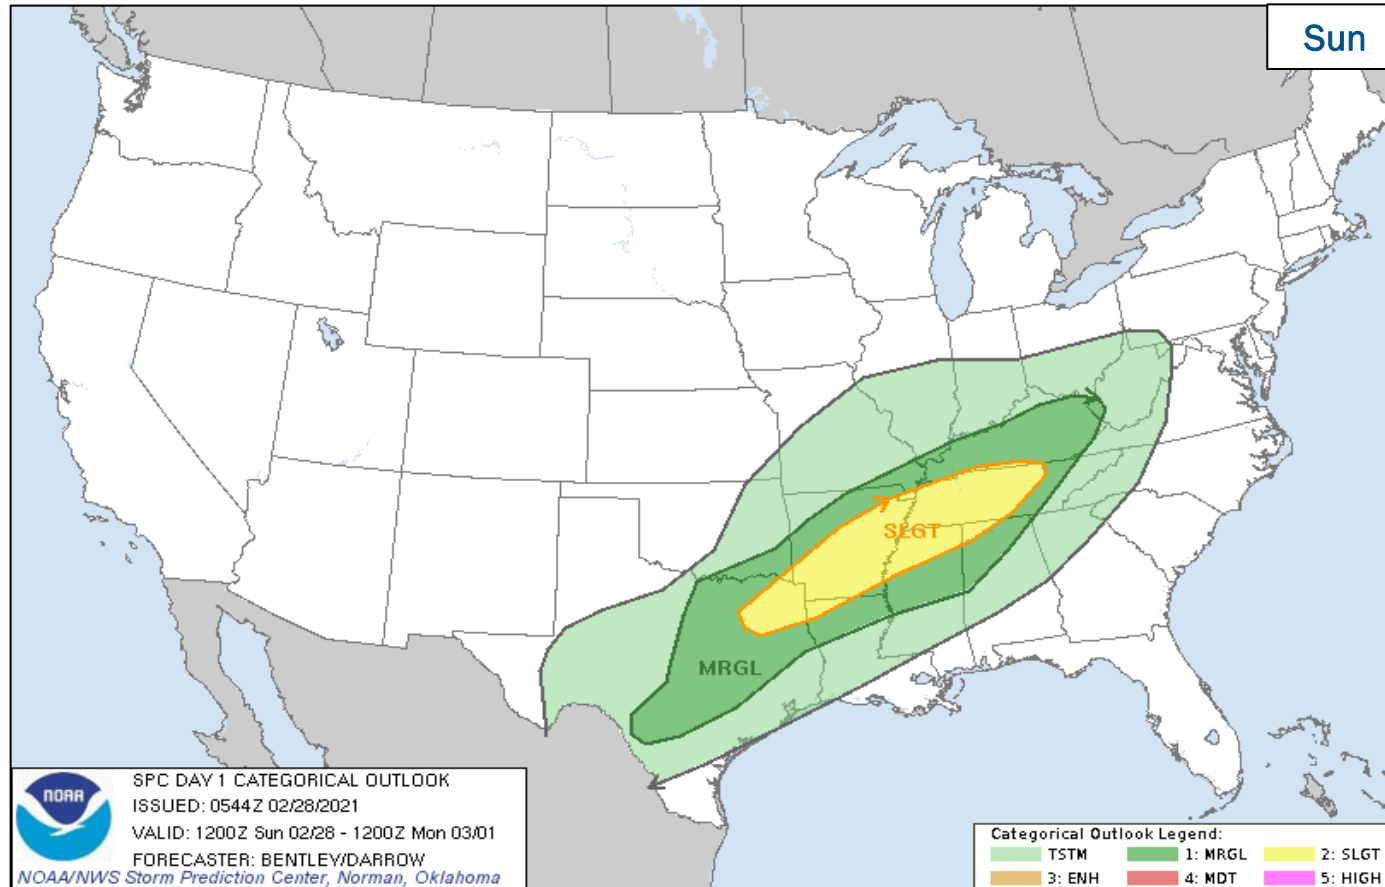 Sun
SLGT
MRGL
NOAA
SPC DAY 1 CATEGORICAL OUTLOOK
ISSUED: 0544Z 02/28/2021
VALID: 1200Z Sun 02/28 - 1200Z Mon 03/01
FORECASTER: BENTLEY/DARROW
NOAA/NWS Storm Prediction Center, Norman, Oklahoma
Categorical Outlook Legend:
TSTM 1: MRGL 2: SLGT
3: ENH 4: MDT 5: HIGH